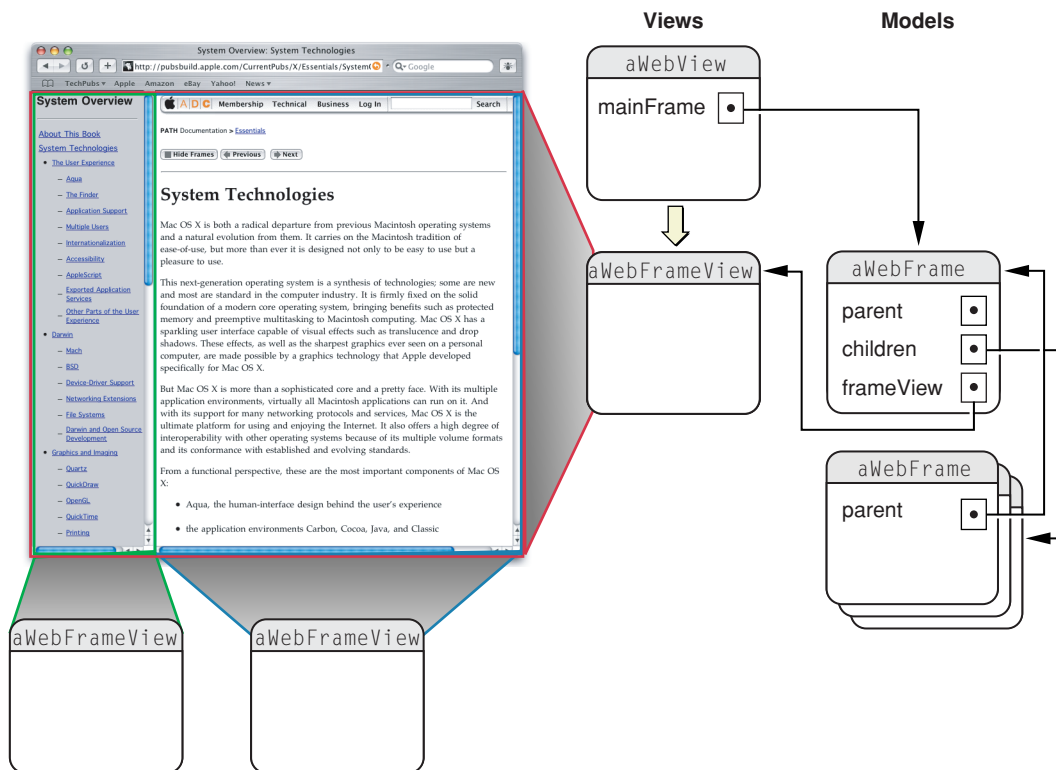 Views
Models
System Overview: System Technologies
http://pubsbuild.apple.com/CurrentPubs/X/Essentials/System
Google
TechPubs ▾ Apple Amazon eBay Yahoo! News ▾
System Overview
About This Book
System Technologies
• The User Experience
– Aqua
– The Finder
– Application Support
– Multiple Users
– Internationalization
– Accessibility
– AppleScript
– Exported Application
Services
– Other Parts of the User
Experience
• Darwin
– Mach
– BSD
– Device-Driver Support
– Networking Extensions
– File Systems
– Darwin and Open Source
Development
• Graphics and Imaging
– Quartz
– QuickDraw
– OpenGL
– QuickTime
– Printing
ADC Membership Technical Business Log In Search
PATH Documentation > Essentials
Hide Frames Previous Next
System Technologies
Mac OS X is both a radical departure from previous Macintosh operating systems
and a natural evolution from them. It carries on the Macintosh tradition of
ease-of-use, but more than ever it is designed not only to be easy to use but a
pleasure to use.
This next-generation operating system is a synthesis of technologies; some are new
and most are standard in the computer industry. It is firmly fixed on the solid
foundation of a modern core operating system, bringing benefits such as protected
memory and preemptive multitasking to Macintosh computing. Mac OS X has a
sparkling user interface capable of visual effects such as translucence and drop
shadows. These effects, as well as the sharpest graphics ever seen on a personal
computer, are made possible by a graphics technology that Apple developed
specifically for Mac OS X.
But Mac OS X is more than a sophisticated core and a pretty face. With its multiple
application environments, virtually all Macintosh applications can run on it. And
with its support for many networking protocols and services, Mac OS X is the
ultimate platform for using and enjoying the Internet. It also offers a high degree of
interoperability with other operating systems because of its multiple volume formats
and its conformance with established and evolving standards.
From a functional perspective, these are the most important components of Mac OS
X:
• Aqua, the human-interface design behind the user's experience
• the application environments Carbon, Cocoa, Java, and Classic
aWebView
mainFrame
aWebFrameView
aWebFrame
parent
children
frameView
aWebFrame
parent
aWebFrameView
aWebFrameView